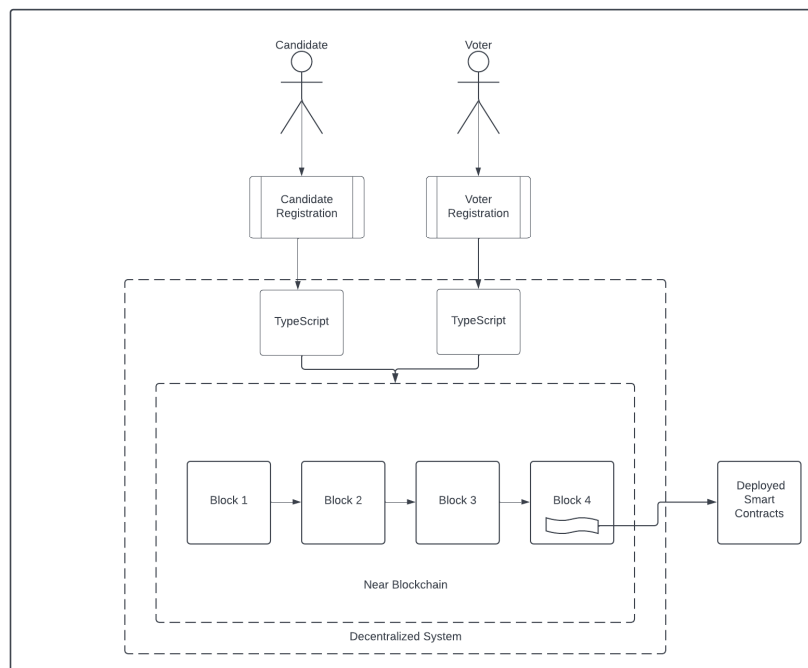 Candidate
Voter
Candidate
Registration
Voter
Registration
TypeScript
TypeScript
Block 1
Block 2
Block 3
Block 4
Deployed
Smart
Contracts
Near Blockchain
Decentralized System